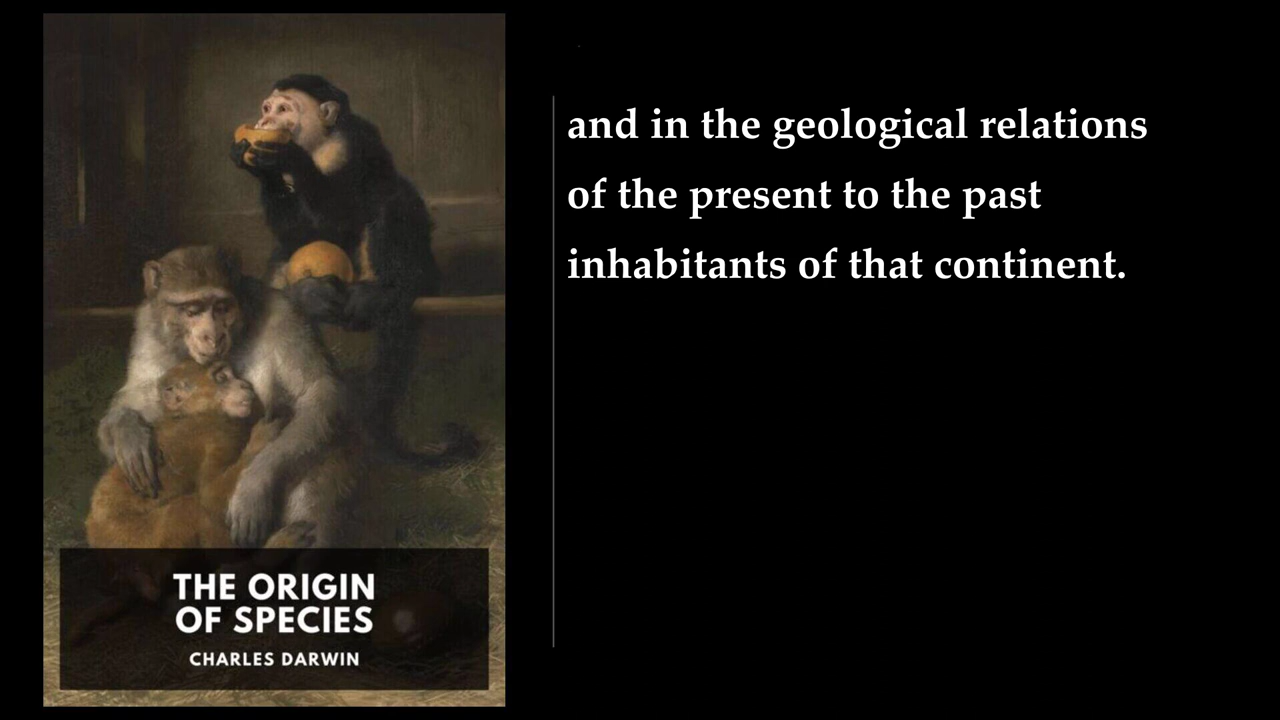 and in the geological relations
of the present to the past
inhabitants of that continent.
THE ORIGIN
OF SPECIES
CHARLES DARWIN